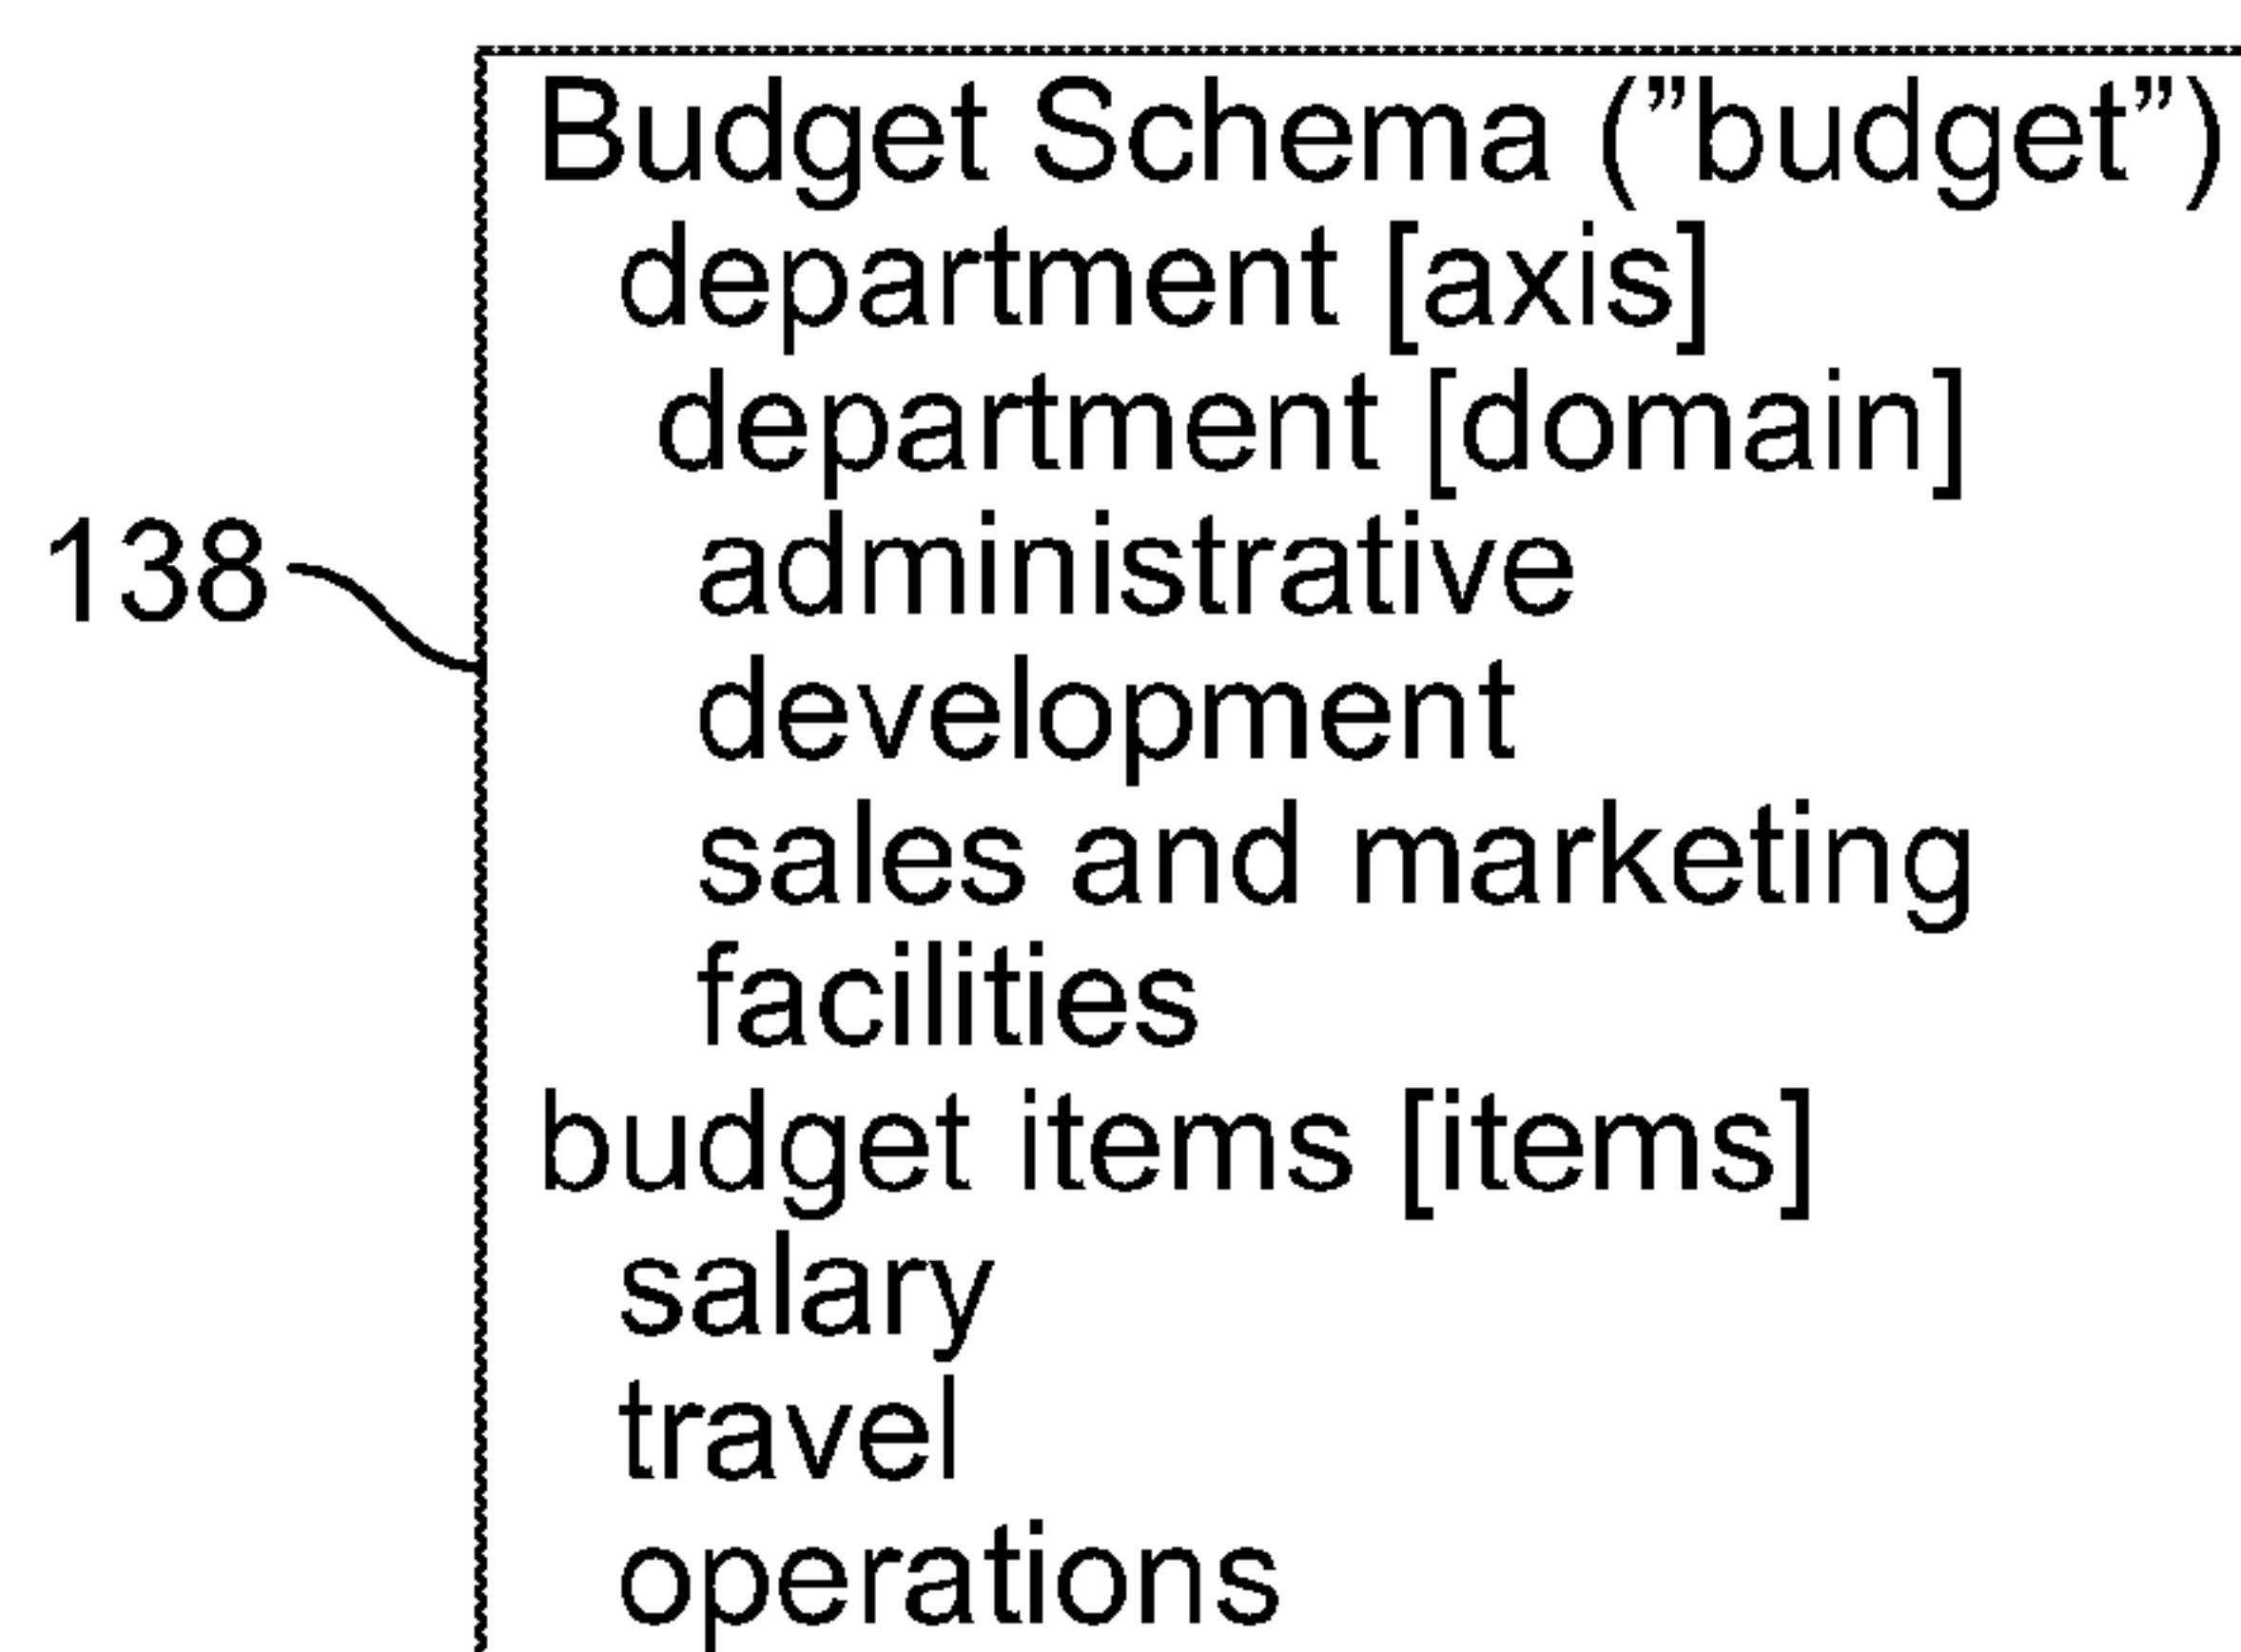 Budget Schema (”budget”)
department [axis]
department [domain]
138
administrative
development
sales and marketing
facilities
budget items [items]
salary
travel
operations